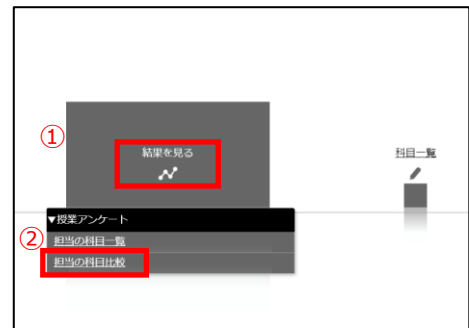 ①
結果を見る
科目一覧
▼授業アンケート
②
担当の科目一覧
担当の科目比較